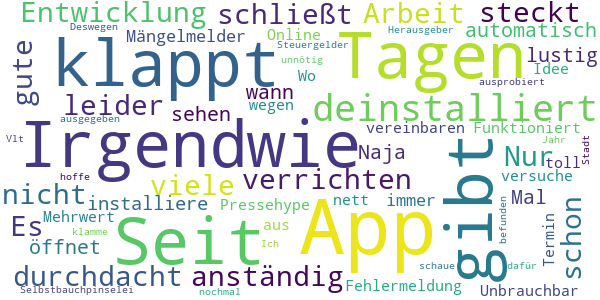 Entwicklung
schließt
Arbeit
steckt
Deswegen
Mängelmelder
Online
Steuergelder
Herausgeber
automatisch
gute
klappt
unnötig
Wo
Tagen
Idee
lustig
wann
ausprobiert
leider
sehen
wegen
deinstalliert
ausgegeben
Vlt
Irgendwie
vereinbaren
Funktioniert
Jahr
Stadt
Naja
gibt
Nur
toll
hoffe
viele
verrichten
versuche
nicht
installiere
Pressehype
nett
immer
Mal
schon
Mehrwert
Es
Seit
App
aus
befunden
Termin
klamme
Ich
öffnet
durchdacht
anständig
schaue
dafür
Fehlermeldung
Selbstbauchpinselei
nochmal
Unbrauchbar